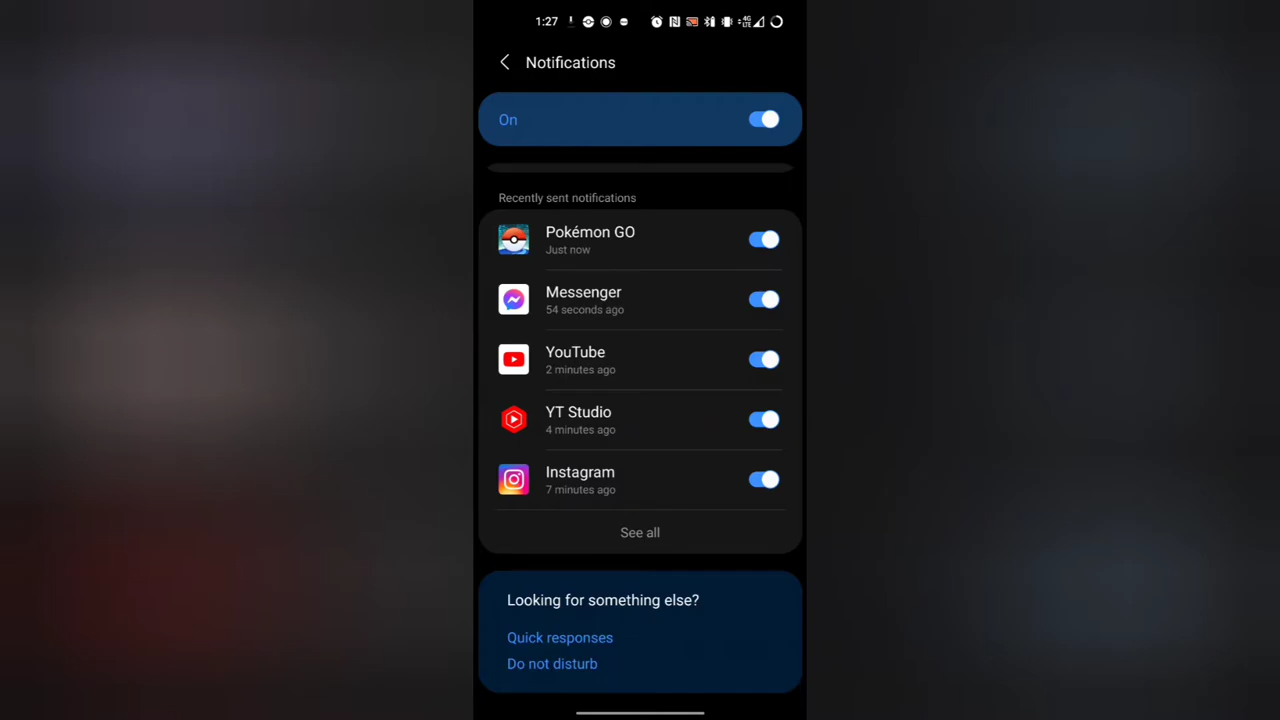 1:27
4G
LTE
Notifications
On
Recently sent notifications
Pokémon GO
Just now
Messenger
54 seconds ago
YouTube
2 minutes ago
YT Studio
4 minutes ago
Instagram
7 minutes ago
See all
Looking for something else?
Quick responses
Do not disturb